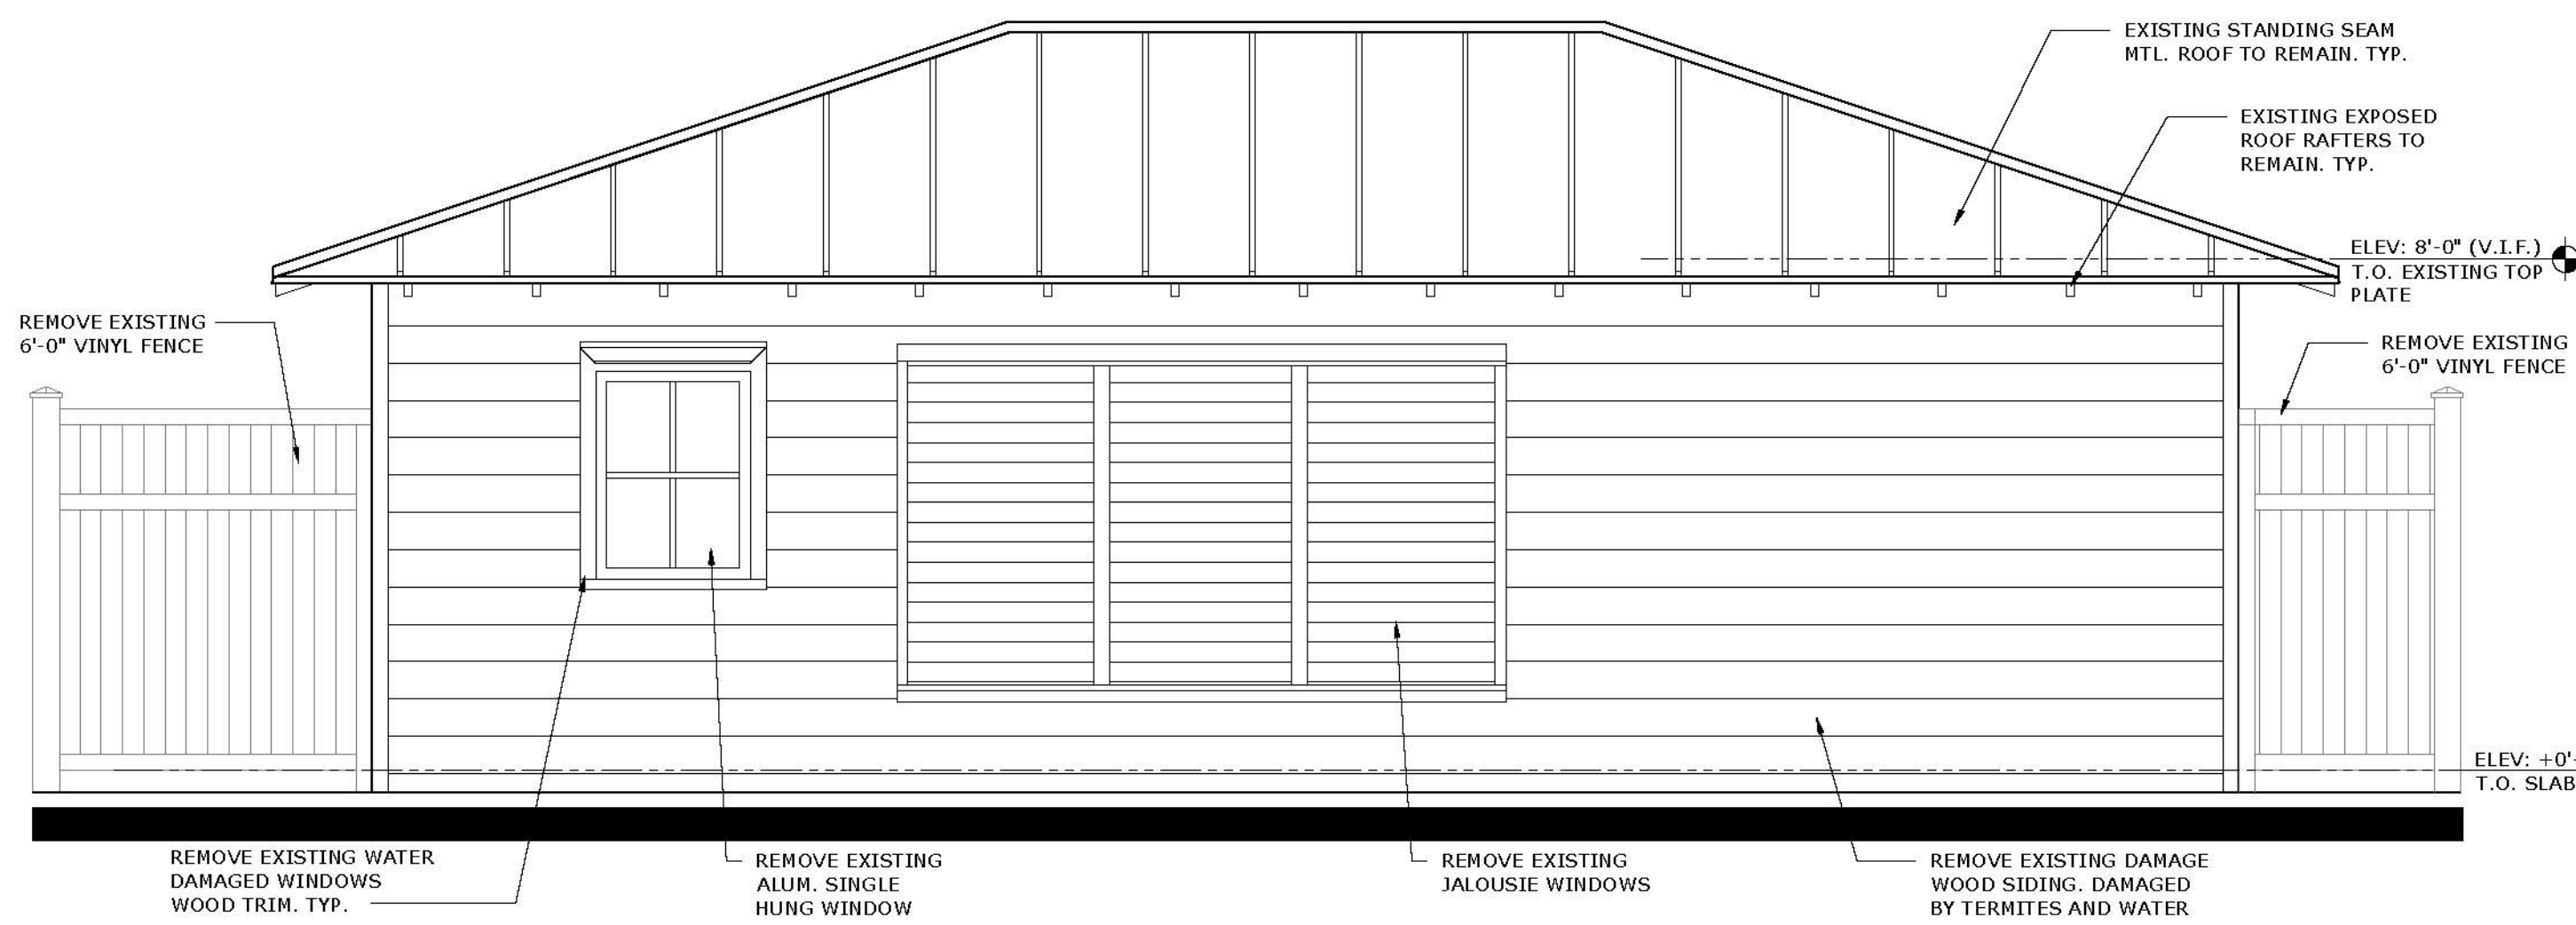 EXISTING STANDING SEAM
MTL. ROOF TO REMAIN. TYP.
EXISTING EXPOSED
ROOF RAFTERS TO
REMAIN. TYP.
ELEV: 8'-0" (V.I.F.)
T.O. EXISTING TOP
PLATE
REMOVE EXISTING
6'-0" VINYL FENCE
REMOVE EXISTING
6'-0" VINYL FENCE
ELEV: +0'-
T.O. SLAB
REMOVE EXISTING WATER
DAMAGED WINDOWS
WOOD TRIM. TYP.
REMOVE EXISTING
ALUM. SINGLE
HUNG WINDOW
REMOVE EXISTING
JALOUSIE WINDOWS
REMOVE EXISTING DAMAGE
WOOD SIDING. DAMAGED
BY TERMITES AND WATER